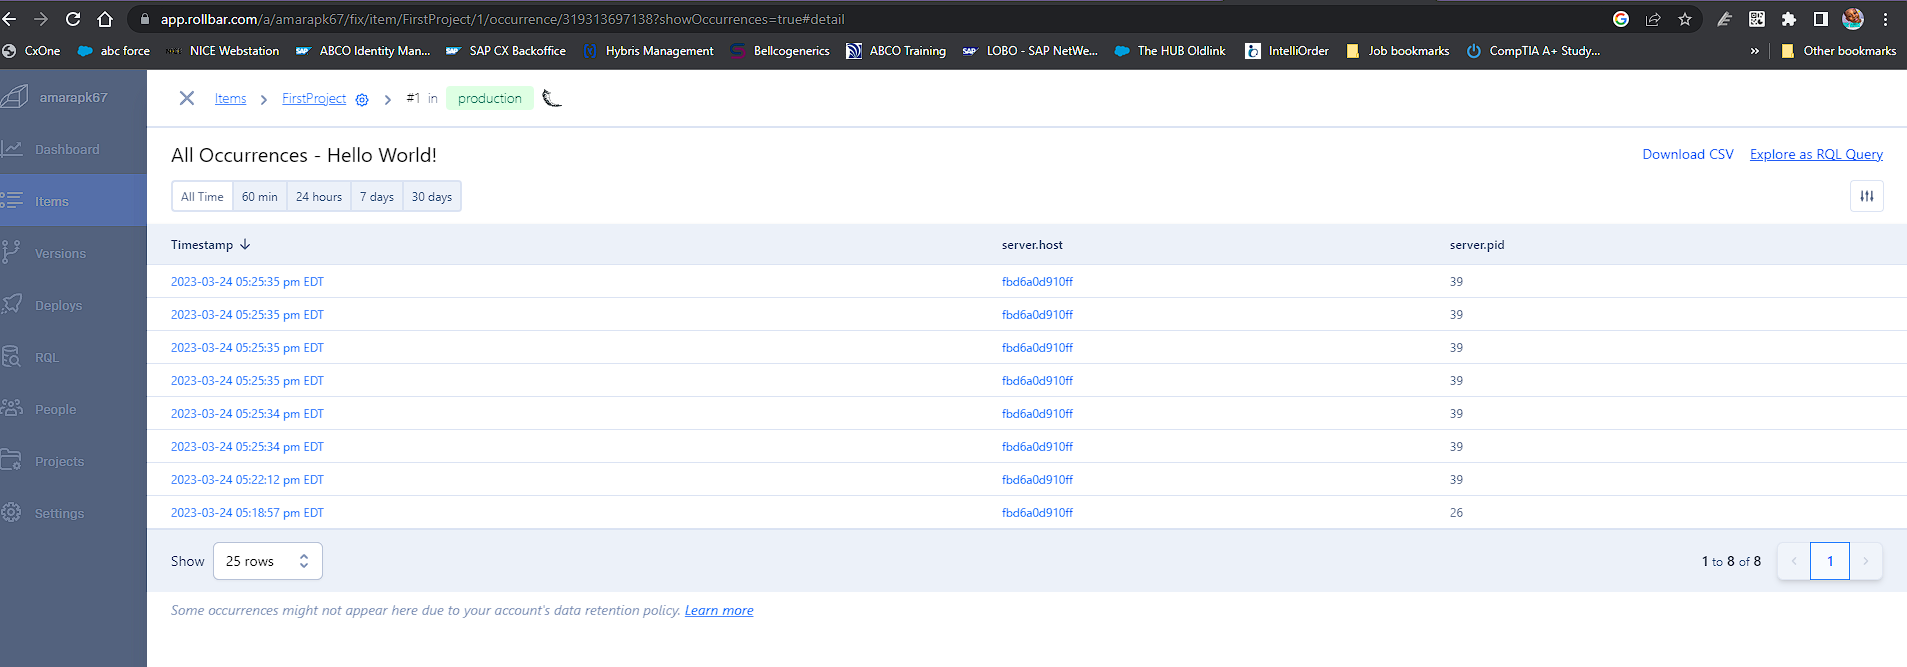 app.rollbar.com/a/amarapk67/fix/item/FirstProject/1/occurrence/319313697138?showOccurrences=true#detail
CxOne abc force NICE Webstation ABCO Identity Man... SAP CX Backoffice Hybris Management Bellcogenerics ABCO Training LOBO - SAP NetWe... The HUB Oldlink IntelliOrder Job bookmarks CompTIA A+ Study... » Other bookmarks
amarapk67
Dashboard
Items
Versions
Deploys
RQL
People
Projects
Settings
Items FirstProject #1 in production
All Occurrences - Hello World!
Download CSV Explore as RQL Query
All Time 60 min 24 hours 7 days 30 days
Timestamp server.host server.pid
2023-03-24 05:25:35 pm EDT fbd6a0d910ff 39
2023-03-24 05:25:35 pm EDT fbd6a0d910ff 39
2023-03-24 05:25:35 pm EDT fbd6a0d910ff 39
2023-03-24 05:25:35 pm EDT fbd6a0d910ff 39
2023-03-24 05:25:34 pm EDT fbd6a0d910ff 39
2023-03-24 05:25:34 pm EDT fbd6a0d910ff 39
2023-03-24 05:22:12 pm EDT fbd6a0d910ff 39
2023-03-24 05:18:57 pm EDT fbd6a0d910ff 26
Show 25 rows 1 to 8 of 8 1
Some occurrences might not appear here due to your account's data retention policy. Learn more